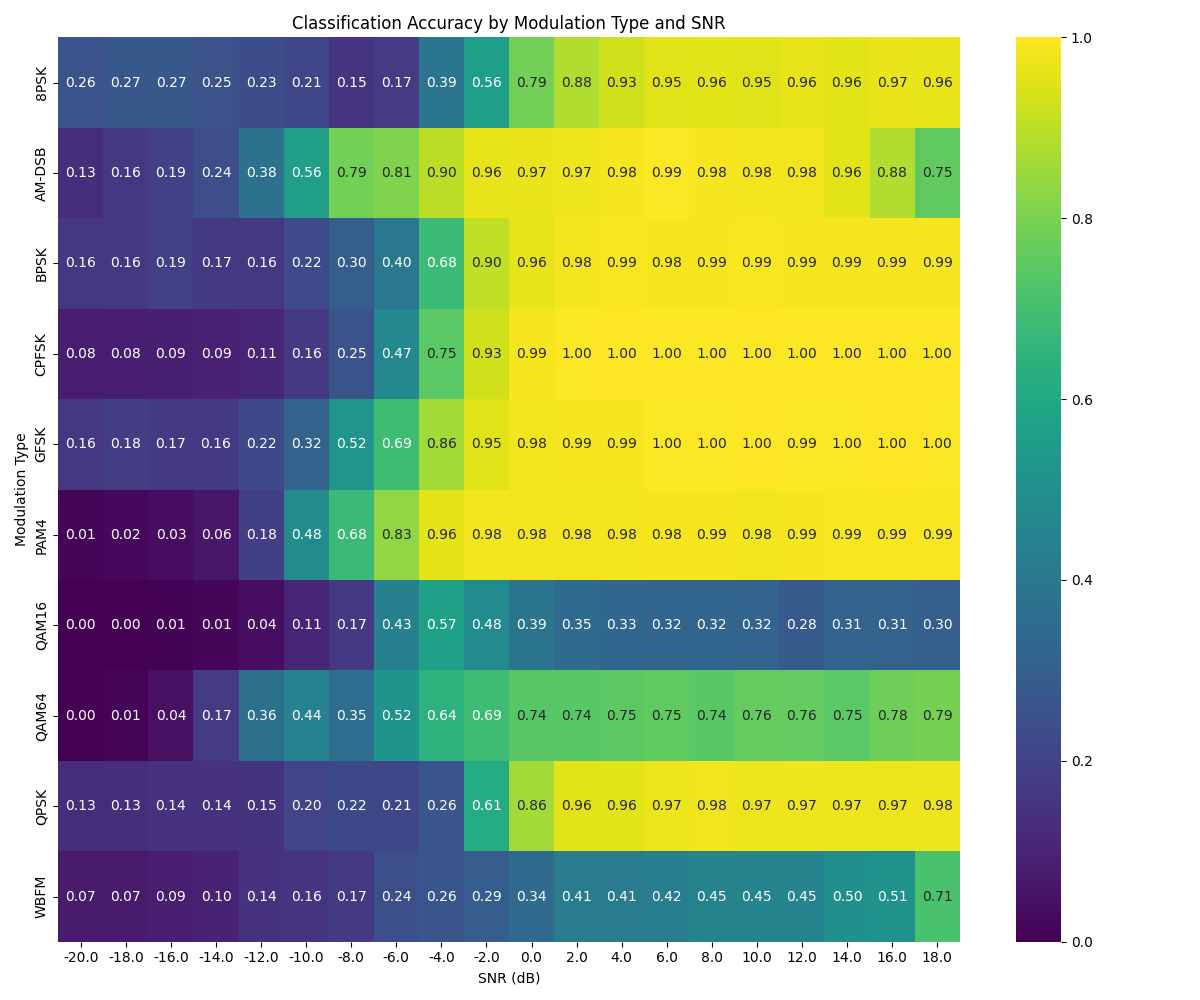 Classification Accuracy by Modulation Type and SNR
8PSK 0.26 0.27 0.27 0.25 0.23 0.21 0.15 0.17 0.39 0.56 0.79 0.88 0.93 0.95 0.96 0.95 0.96 0.96 0.97 0.96
AM-DSB 0.13 0.16 0.19 0.24 0.38 0.56 0.79 0.81 0.90 0.96 0.97 0.97 0.98 0.99 0.98 0.98 0.98 0.96 0.88 0.75
BPSK 0.16 0.16 0.19 0.17 0.16 0.22 0.30 0.40 0.68 0.90 0.96 0.98 0.99 0.98 0.99 0.99 0.99 0.99 0.99 0.99
CPFSK 0.08 0.08 0.09 0.09 0.11 0.16 0.25 0.47 0.75 0.93 0.99 1.00 1.00 1.00 1.00 1.00 1.00 1.00 1.00 1.00
GFSK 0.16 0.18 0.17 0.16 0.22 0.32 0.52 0.69 0.86 0.95 0.98 0.99 0.99 1.00 1.00 1.00 0.99 1.00 1.00 1.00
PAM4 0.01 0.02 0.03 0.06 0.18 0.48 0.68 0.83 0.96 0.98 0.98 0.98 0.98 0.98 0.99 0.98 0.99 0.99 0.99 0.99
QAM16 0.00 0.00 0.01 0.01 0.04 0.11 0.17 0.43 0.57 0.48 0.39 0.35 0.33 0.32 0.32 0.32 0.28 0.31 0.31 0.30
QAM64 0.00 0.01 0.04 0.17 0.36 0.44 0.35 0.52 0.64 0.69 0.74 0.74 0.75 0.75 0.74 0.76 0.76 0.75 0.78 0.79
QPSK 0.13 0.13 0.14 0.14 0.15 0.20 0.22 0.21 0.26 0.61 0.86 0.96 0.96 0.97 0.98 0.97 0.97 0.97 0.97 0.98
WBFM 0.07 0.07 0.09 0.10 0.14 0.16 0.17 0.24 0.26 0.29 0.34 0.41 0.41 0.42 0.45 0.45 0.45 0.50 0.51 0.71
Modulation Type
-20.0 -18.0 -16.0 -14.0 -12.0 -10.0 -8.0 -6.0 -4.0 -2.0 0.0 2.0 4.0 6.0 8.0 10.0 12.0 14.0 16.0 18.0
SNR (dB)
1.0
0.8
0.6
0.4
0.2
0.0